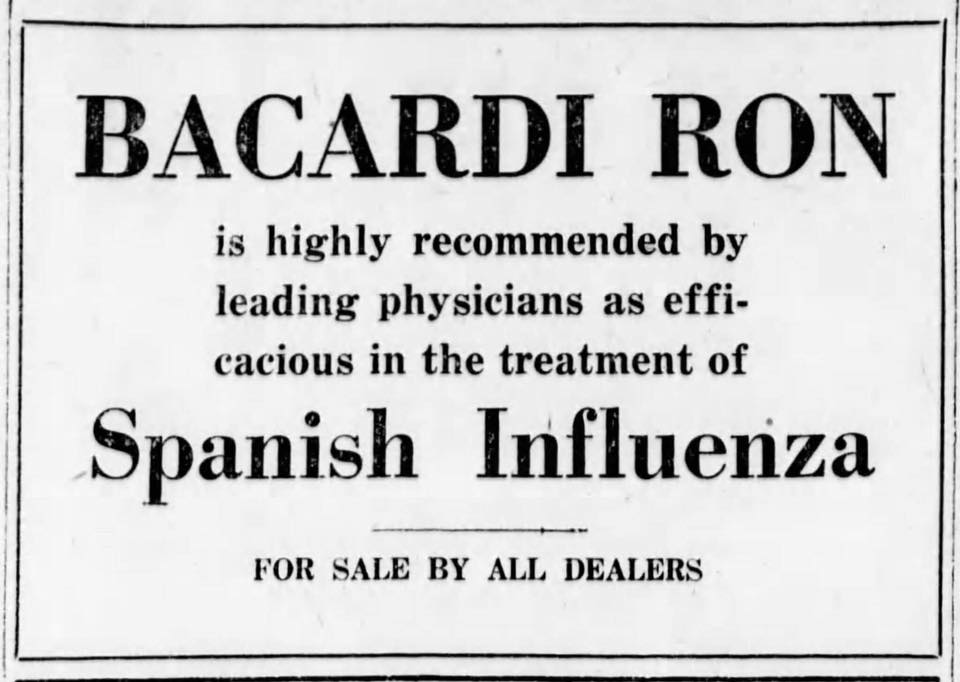 BACARDI RON
is highly recommended by
leading physicians as effi-
cacious in the treatment of
Spanish Influenza
FOR SALE BY ALL DEALERS